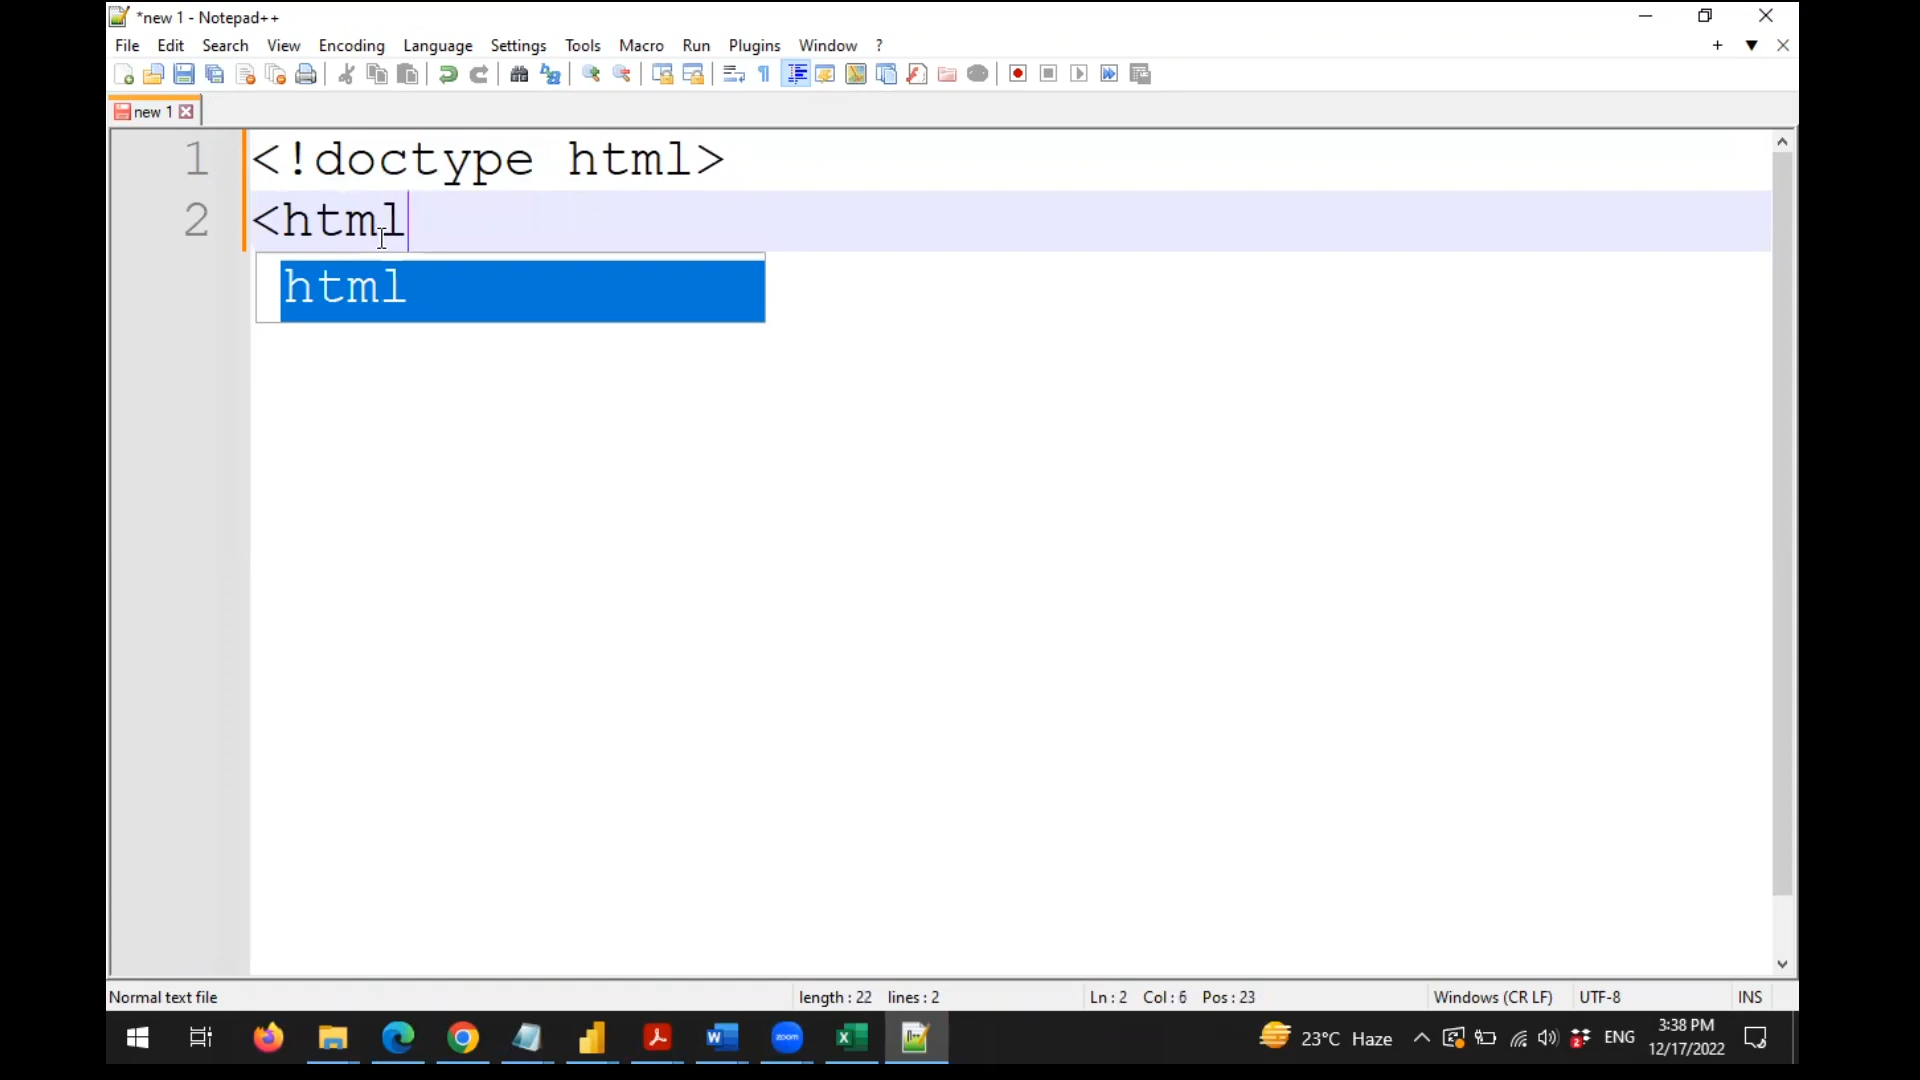 *new 1 - Notepad++
File Edit Search View Encoding Language Settings Tools Macro Run Plugins Window ?
new 1
1 <!doctype html>
2 <html
html
Normal text file length : 22 lines : 2 Ln : 2 Col : 6 Pos : 23 Windows (CR LF) UTF-8 INS
zoom 23°C Haze 2 ENG 3:38 PM
12/17/2022